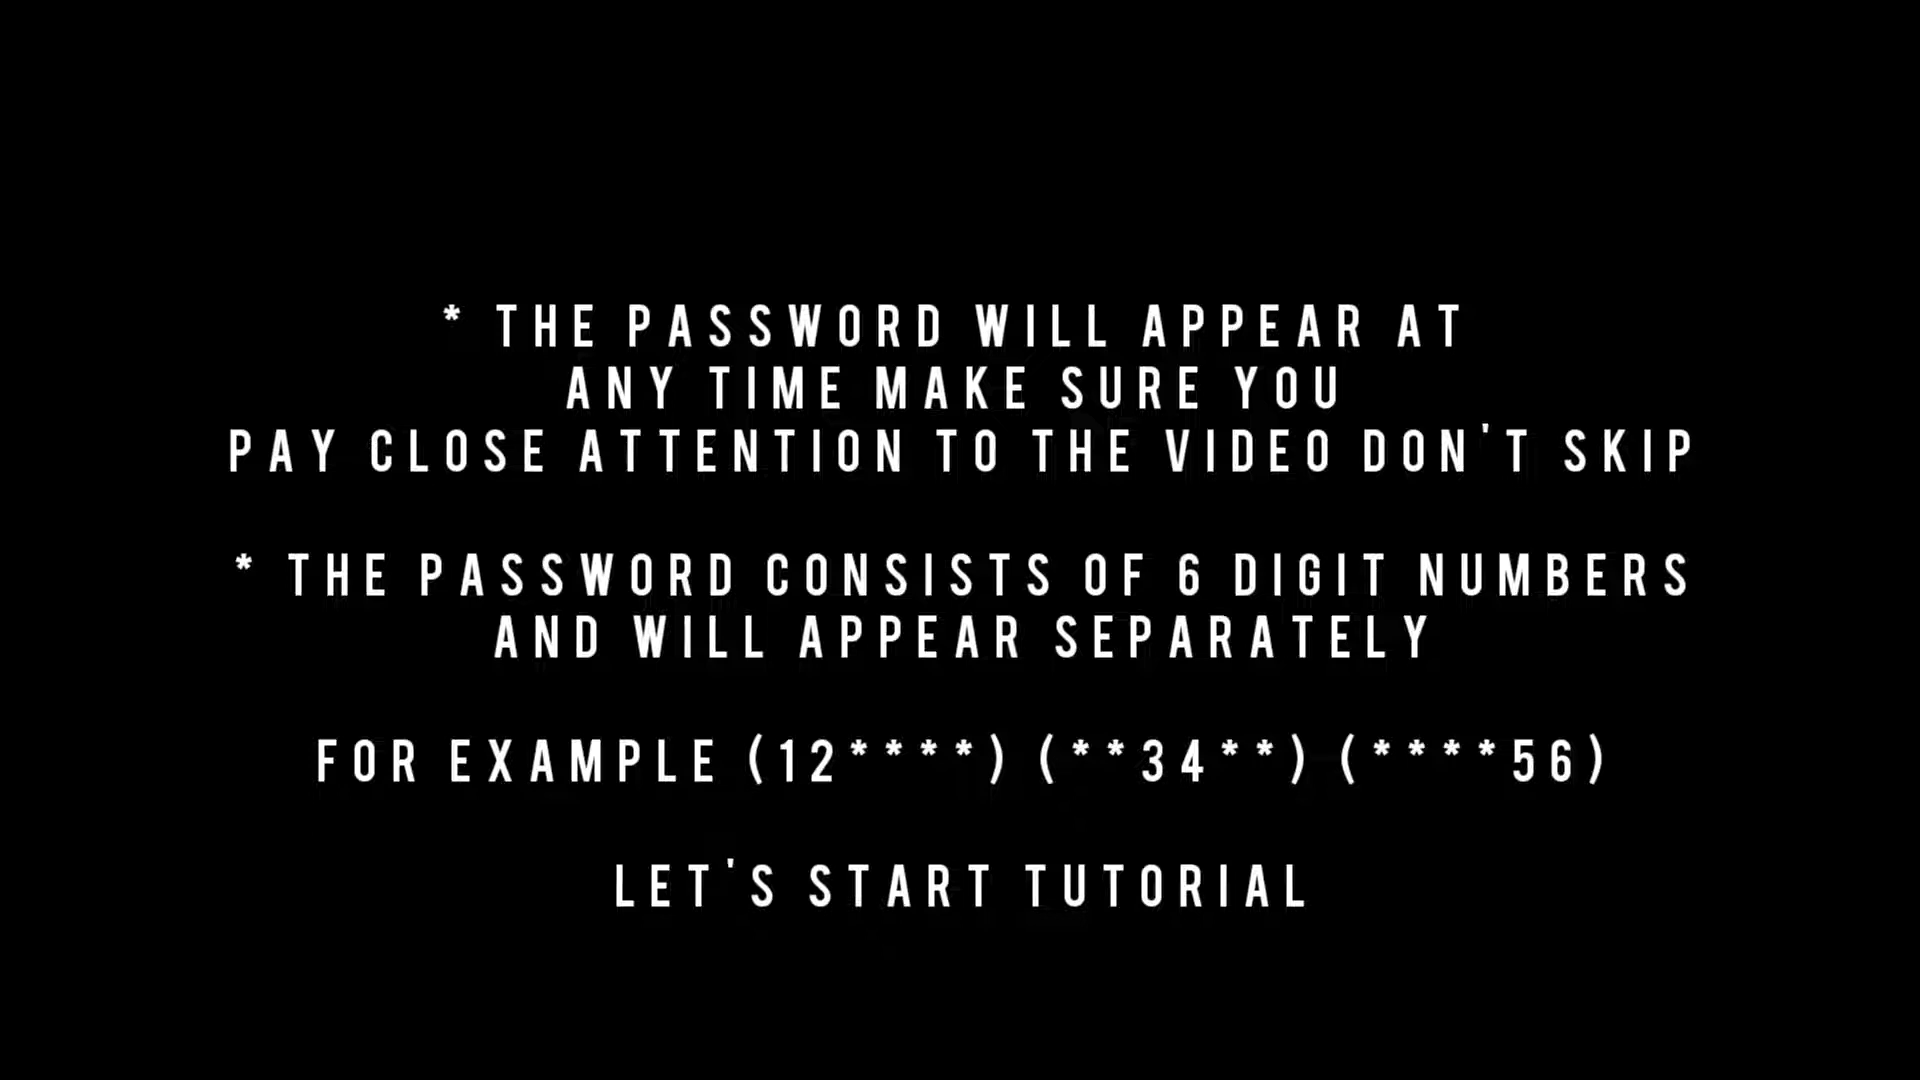 * THE PASSWORD WILL APPEAR AT
ANY TIME MAKE SURE YOU
PAY CLOSE ATTENTION TO THE VIDEO DON'T SKIP
* THE PASSWORD CONSISTS OF 6 DIGIT NUMBERS
AND WILL APPEAR SEPARATELY
FOR EXAMPLE (12****) (**34**) (****56)
LET'S START TUTORIAL